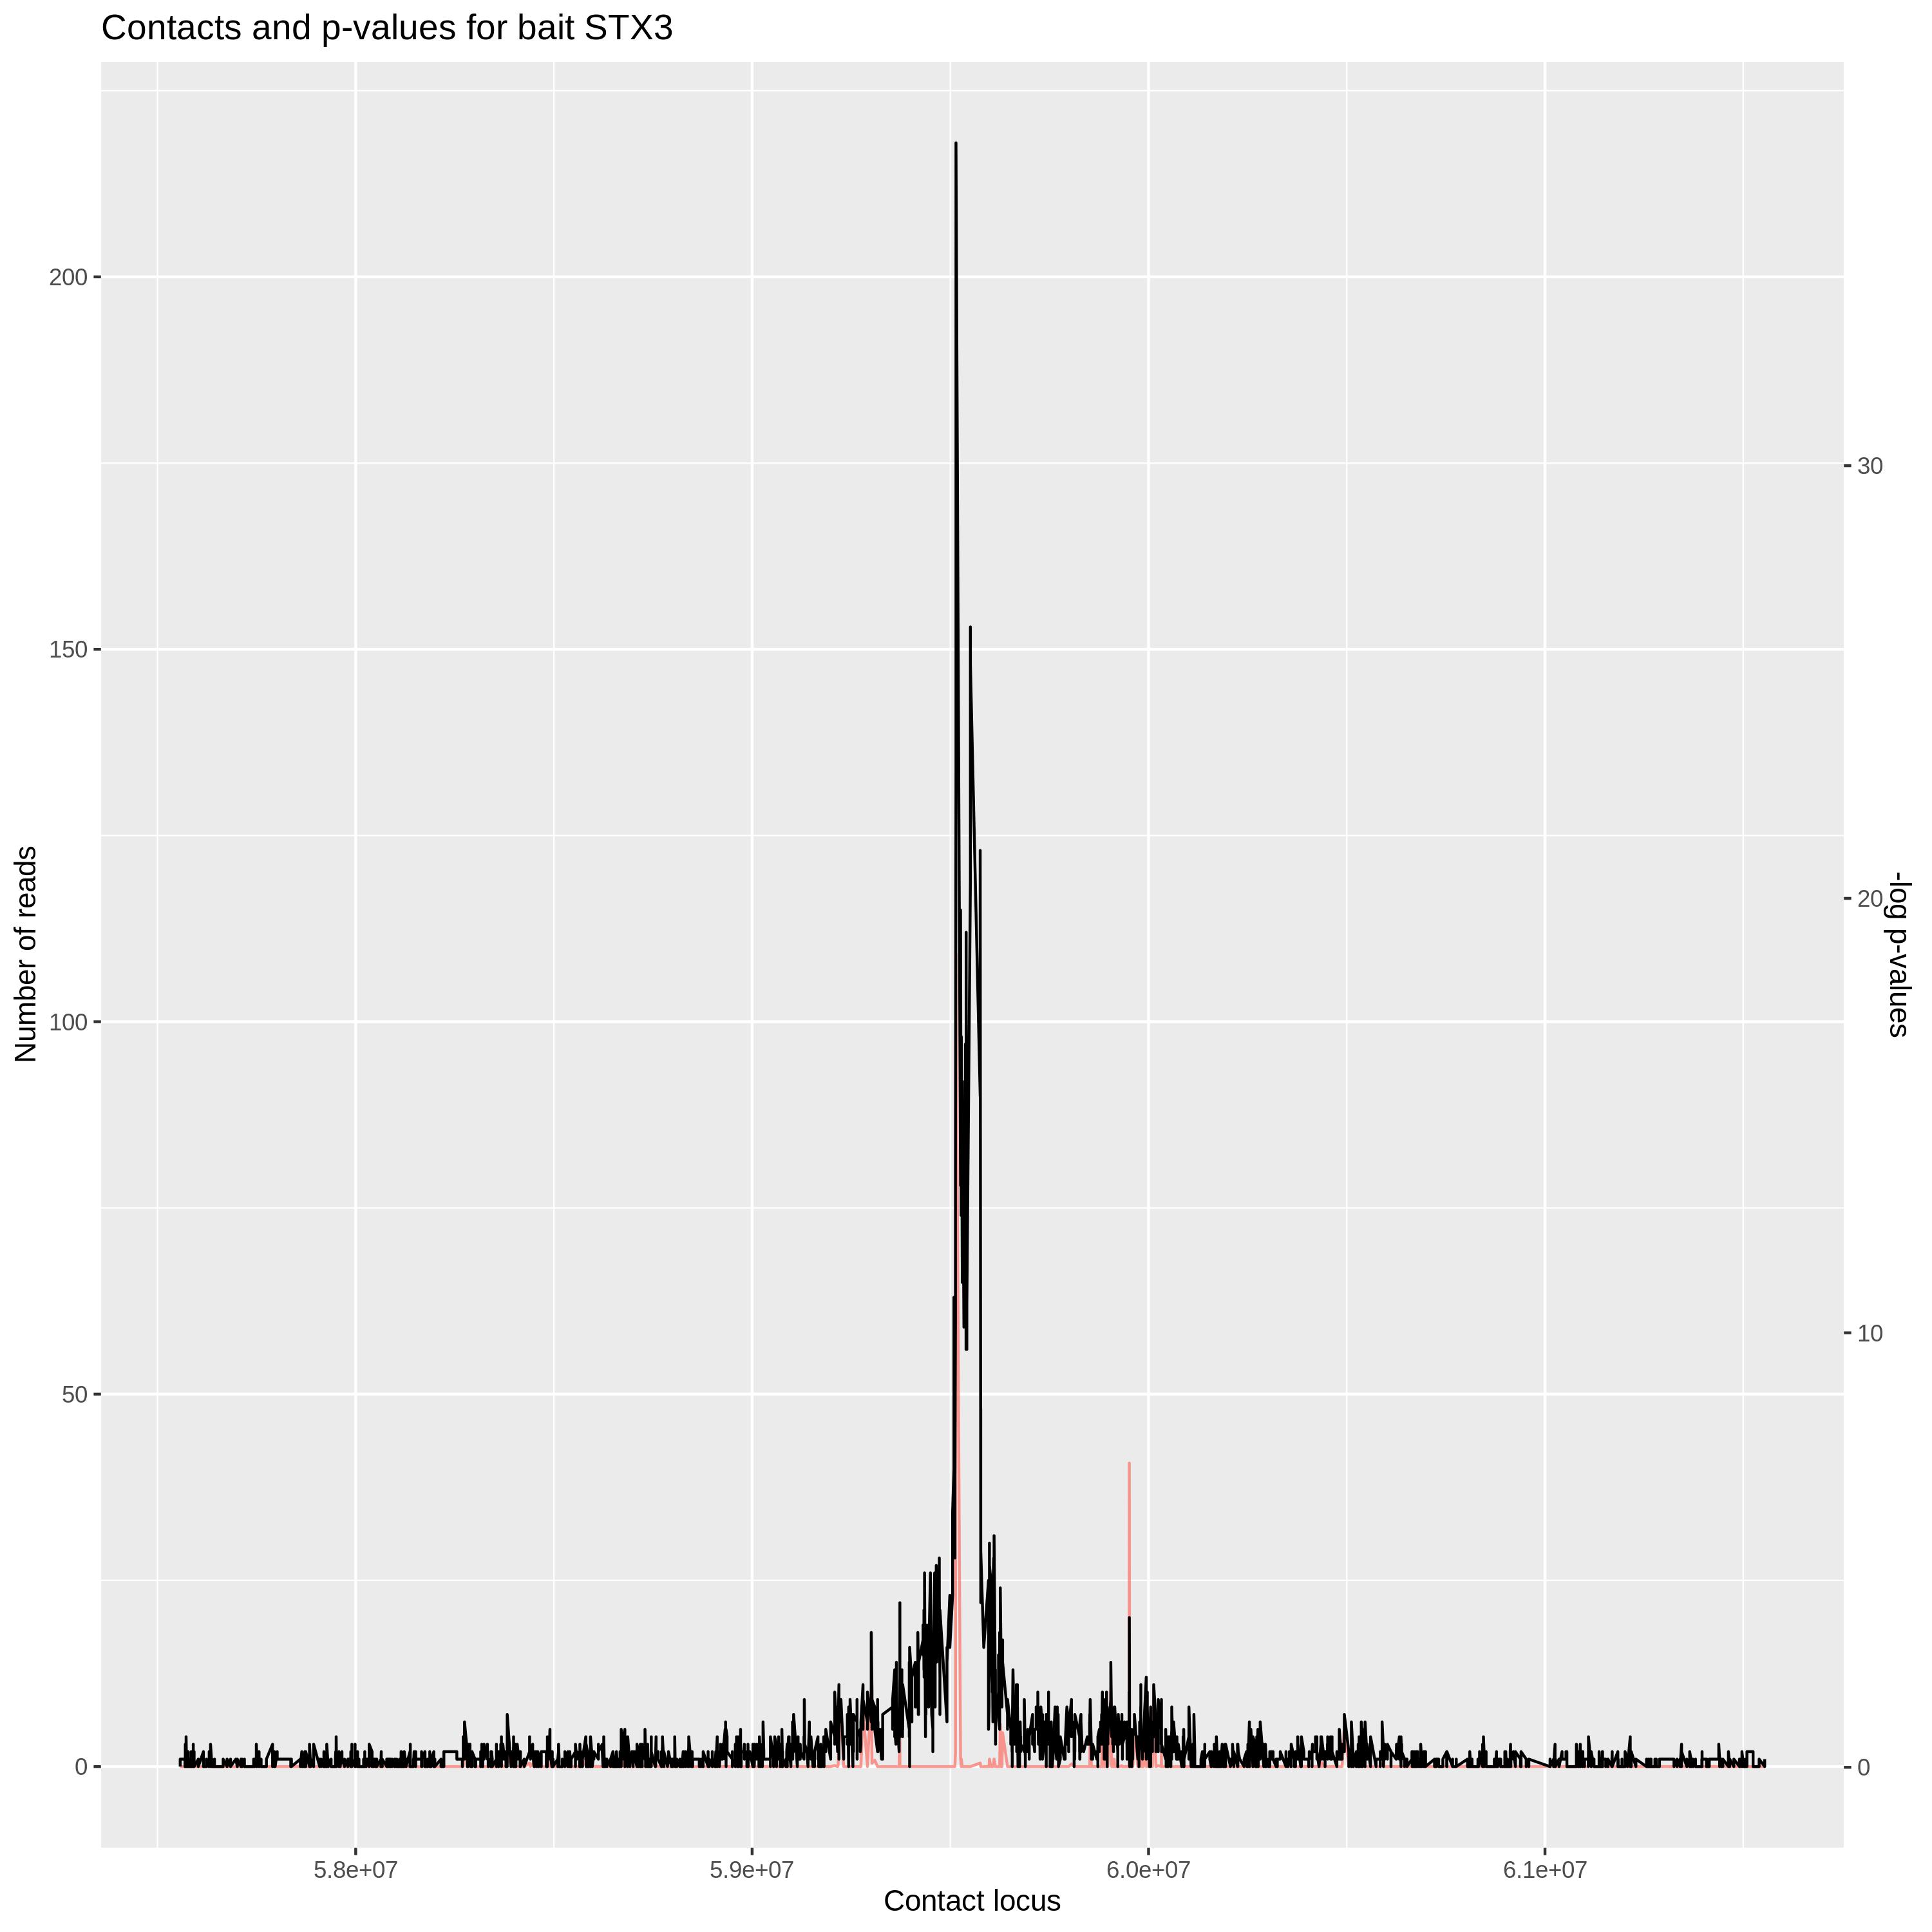 Contacts and p-values for bait STX3
200
150
100
50
0
30
20
10
0
Number of reads
-log p-values
5.8e+07
5.9e+07
6.0e+07
6.1e+07
Contact locus